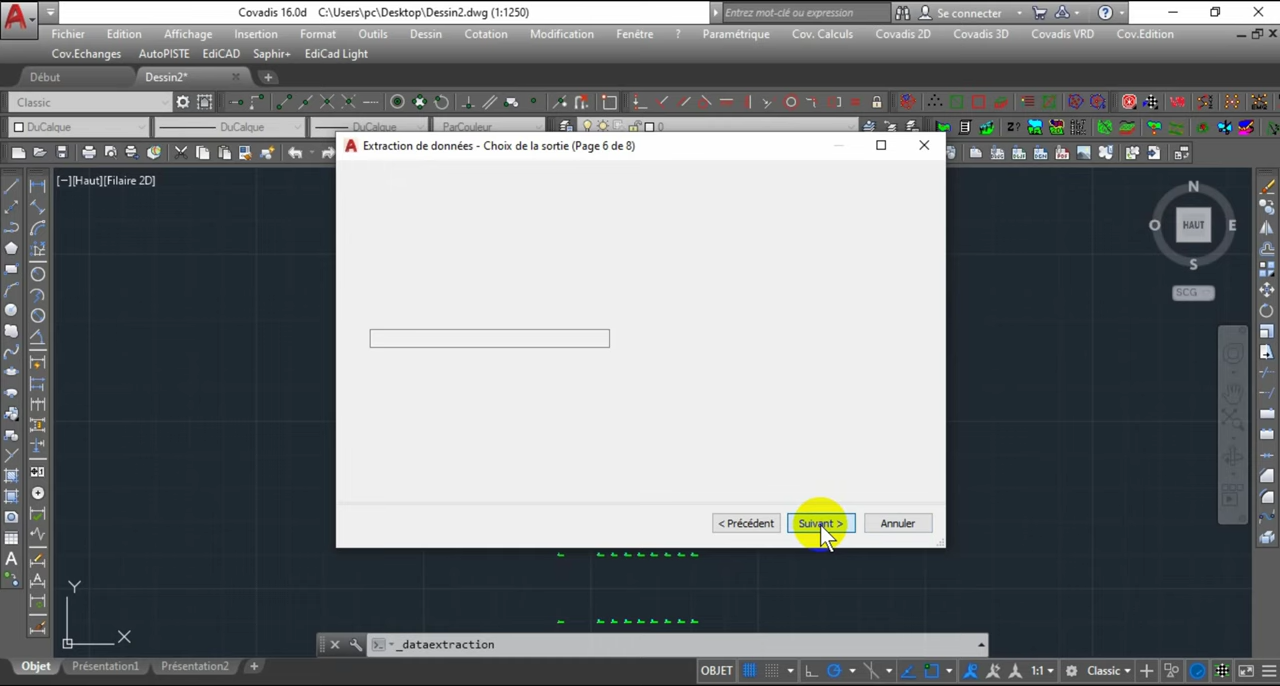 Covadis 16.0d C:\Users\pc\Desktop\Dessin2.dwg (1:1250)
Entrez mot-clé ou expression
Se connecter
Fichier Edition Affichage Insertion Format Outils Dessin Cotation Modification Fenêtre ? Paramétrique Cov. Calculs Covadis 2D Covadis 3D Covadis VRD Cov.Edition
Cov.Echanges AutoPISTE EdiCAD Saphir+ EdiCad Light
Début Dessin2*
Classic
DuCalque DuCalque DuCalque ParCouleur 0
Extraction de données - Choix de la sortie (Page 6 de 8)
[−][Haut][Filaire 2D]
N
O HAUT E
S
SCG
< Précédent Suivant > Annuler
Y
X
_dataextraction
Objet Présentation1 Présentation2
OBJET 1:1 Classic